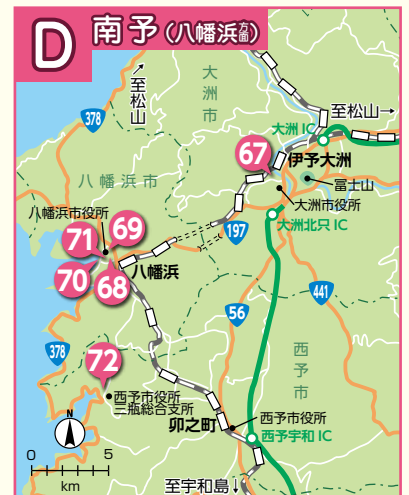 D
南予(八幡浜方面)
至松山
大洲市
378
至松山→
大洲IC
67
伊予大洲
冨士山
八幡浜市
大洲市役所
八幡浜市役所
69
71
大洲北只IC
197
八幡浜
70
68
441
56
378
西予市
72
西予市役所
三瓶総合支所
西予市役所
卯之町
西予宇和IC
N
0 5
km
至宇和島↓